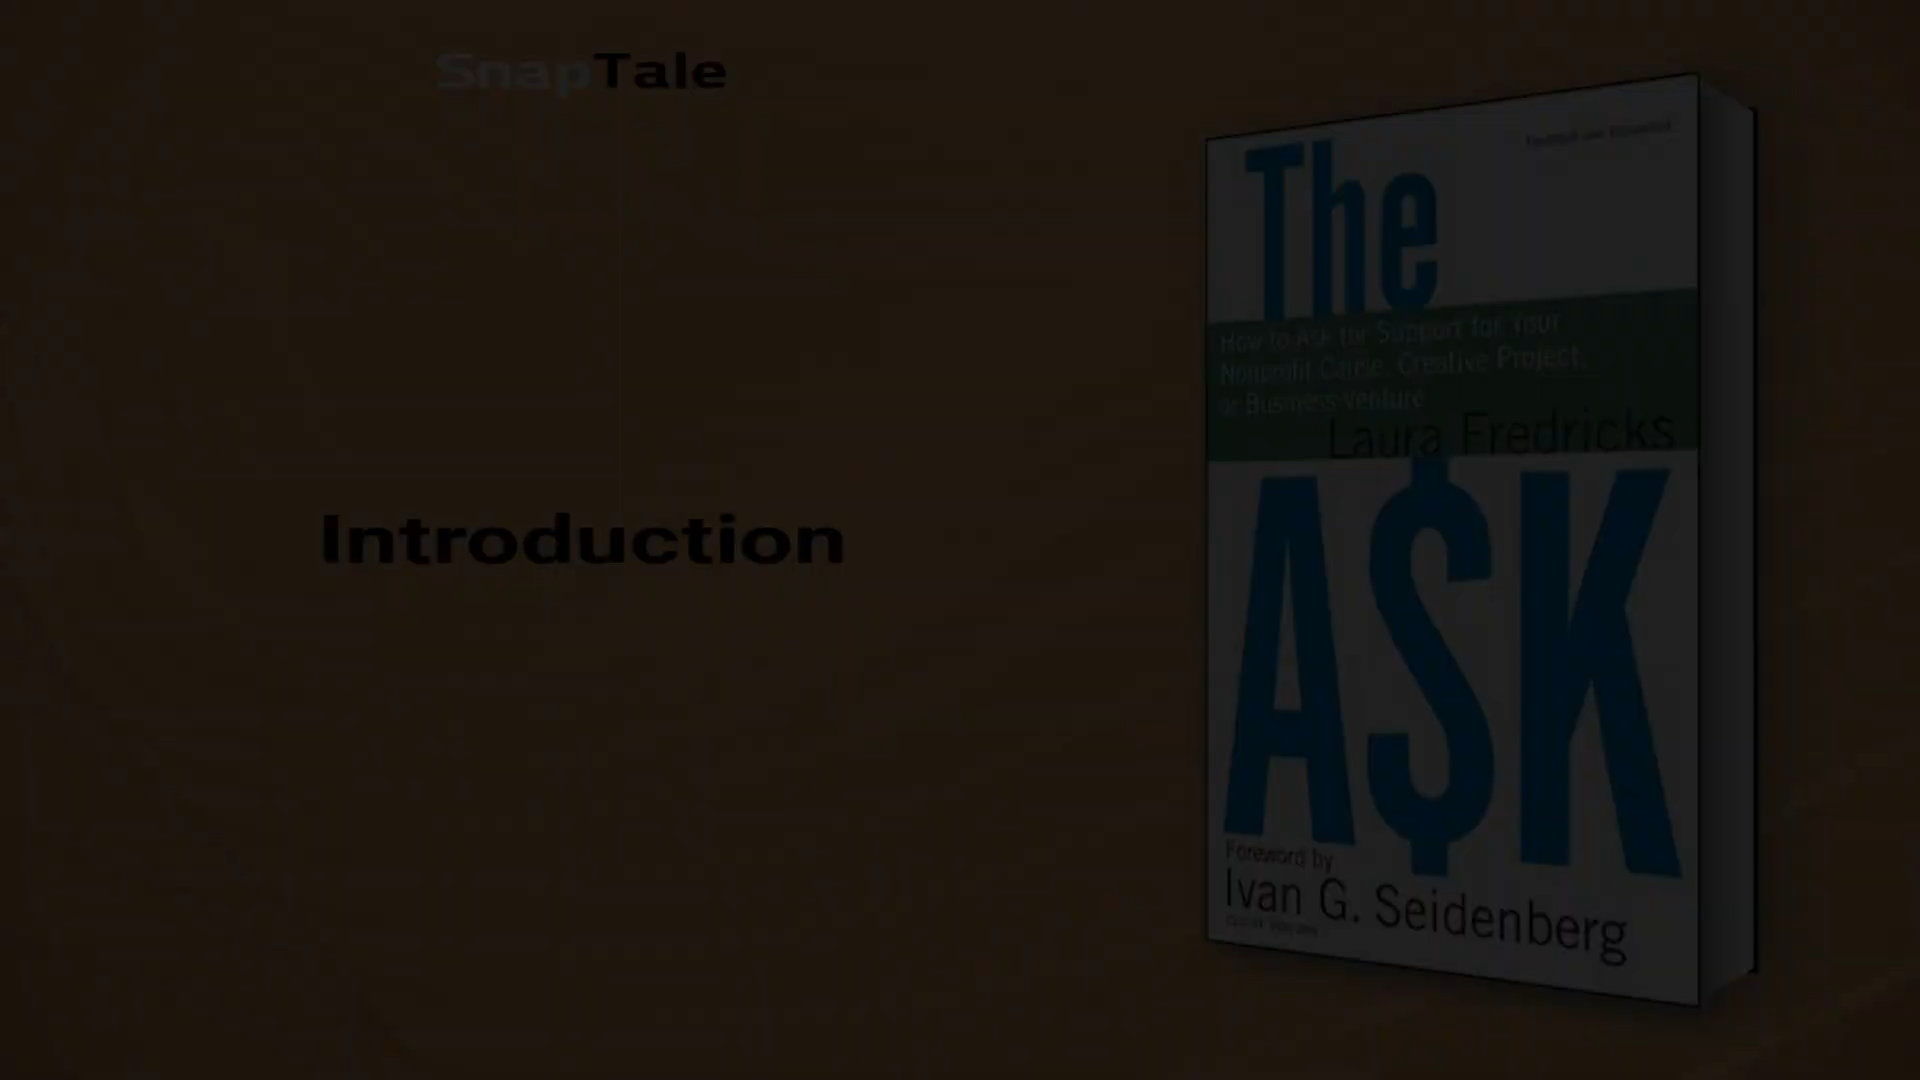 SnapTale
Introduction
The
How to Ask for Support for Your
Nonprofit Cause, Creative Project,
or Business Venture
Laura Fredricks
A$K
Foreword by
Ivan G. Seidenberg